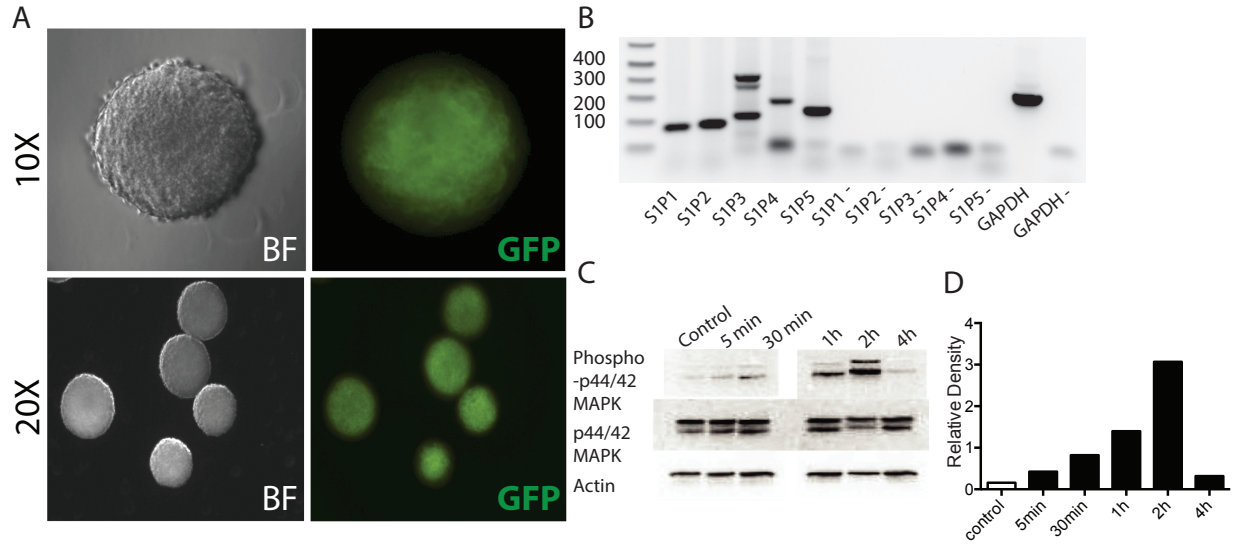 A
10X
BF
GFP
20X
BF
GFP
B
400
300
200
100
S1P1
S1P2
S1P3
S1P4
S1P5
S1P1 -
S1P2 -
S1P3 -
S1P4 -
S1P5 -
GAPDH
GAPDH -
C
Control
5 min
30 min
1h
2h
4h
Phospho
-p44/42
MAPK
p44/42
MAPK
Actin
D
Relative Density
4
3
2
1
0
control
5min
30min
1h
2h
4h